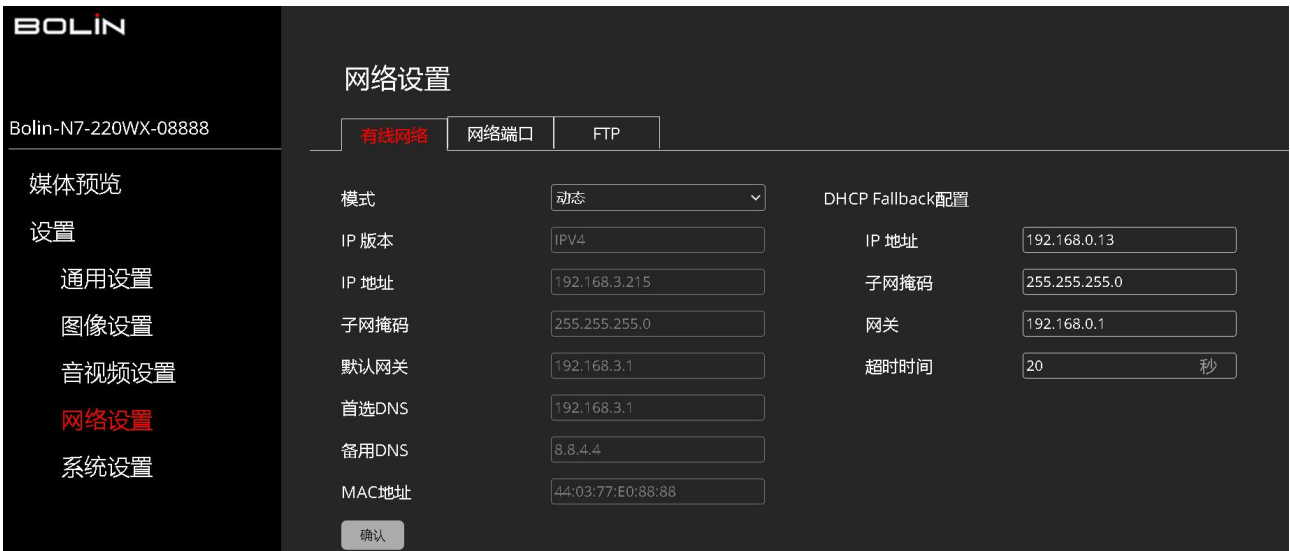 BOLIN
Bolin-N7-220WX-08888
媒体预览
设置
通用设置
图像设置
音视频设置
网络设置
系统设置
网络设置
有线网络 网络端口 FTP
模式 动态
IP 版本 IPV4
IP 地址 192.168.3.215
子网掩码 255.255.255.0
默认网关 192.168.3.1
首选DNS 192.168.3.1
备用DNS 8.8.4.4
MAC地址 44:03:77:E0:88:88
确认
DHCP Fallback配置
IP 地址 192.168.0.13
子网掩码 255.255.255.0
网关 192.168.0.1
超时时间 20 秒